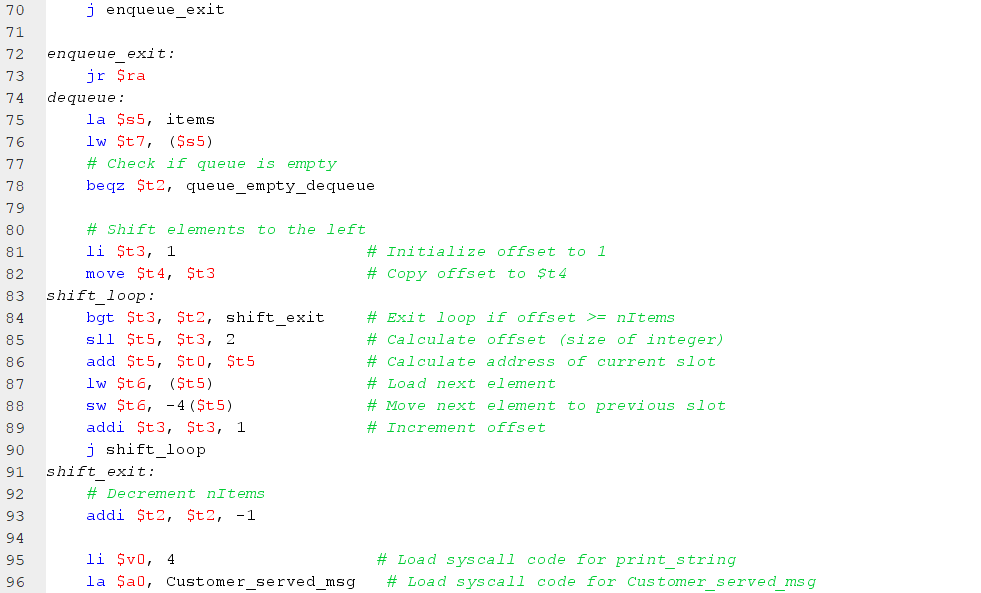 70     j enqueue_exit
71
72 enqueue_exit:
73     jr $ra
74 dequeue:
75     la $s5, items
76     lw $t7, ($s5)
77     # Check if queue is empty
78     beqz $t2, queue_empty_dequeue
79
80     # Shift elements to the left
81     li $t3, 1                   # Initialize offset to 1
82     move $t4, $t3               # Copy offset to $t4
83 shift_loop:
84     bgt $t3, $t2, shift_exit    # Exit loop if offset >= nItems
85     sll $t5, $t3, 2             # Calculate offset (size of integer)
86     add $t5, $t0, $t5           # Calculate address of current slot
87     lw $t6, ($t5)               # Load next element
88     sw $t6, -4($t5)             # Move next element to previous slot
89     addi $t3, $t3, 1            # Increment offset
90     j shift_loop
91 shift_exit:
92     # Decrement nItems
93     addi $t2, $t2, -1
94
95     li $v0, 4                    # Load syscall code for print_string
96     la $a0, Customer_served_msg   # Load syscall code for Customer_served_msg